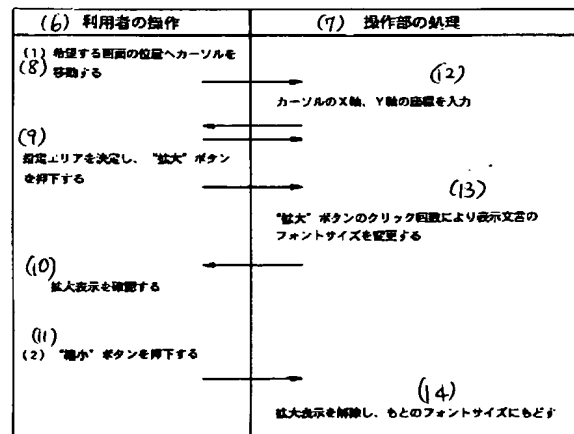 (6) 利用者の操作
(7) 操作部の処理
(1) 希望する画面の位置へカーソルを
(8) 移動する
(12)
カーソルのX軸、Y軸の座標を入力
(9)
指定エリアを決定し、“拡大”ボタン
を押下する
(13)
“拡大”ボタンのクリック回数により表示文言の
フォントサイズを変更する
(10)
拡大表示を確認する
(11)
(2) “縮小”ボタンを押下する
(14)
拡大表示を解除し、もとのフォントサイズにもどす